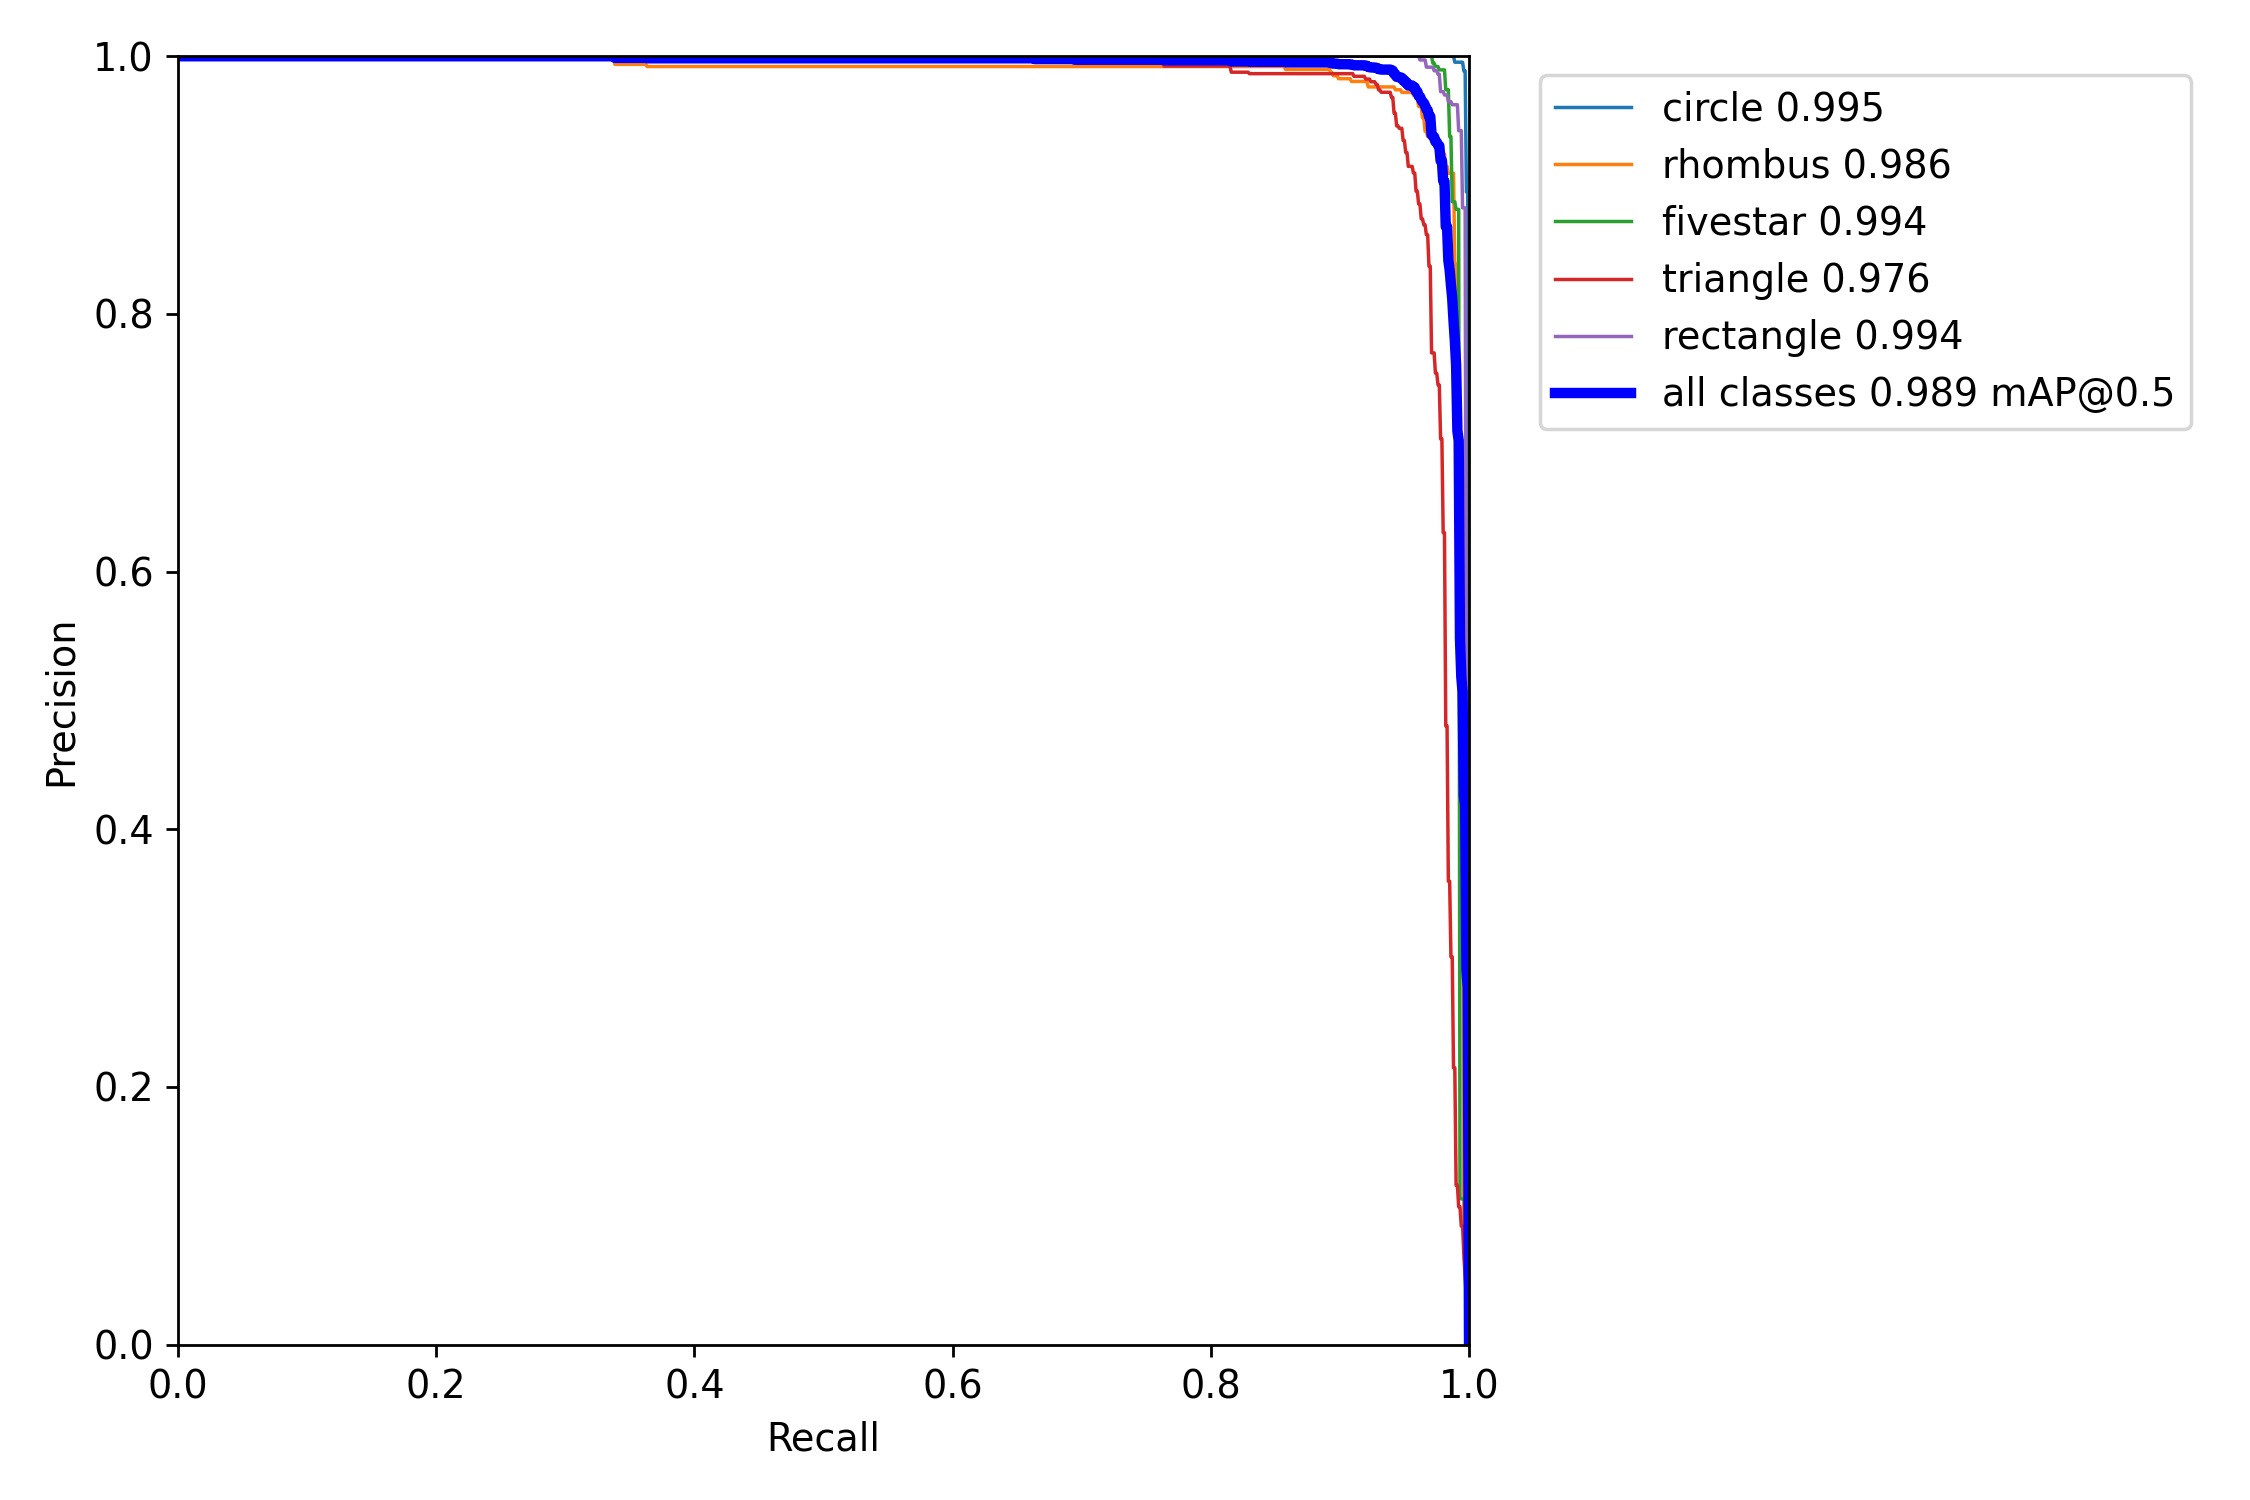 1.0
0.8
0.6
0.4
0.2
0.0
Precision
0.0 0.2 0.4 0.6 0.8 1.0
Recall
circle 0.995
rhombus 0.986
fivestar 0.994
triangle 0.976
rectangle 0.994
all classes 0.989 mAP@0.5